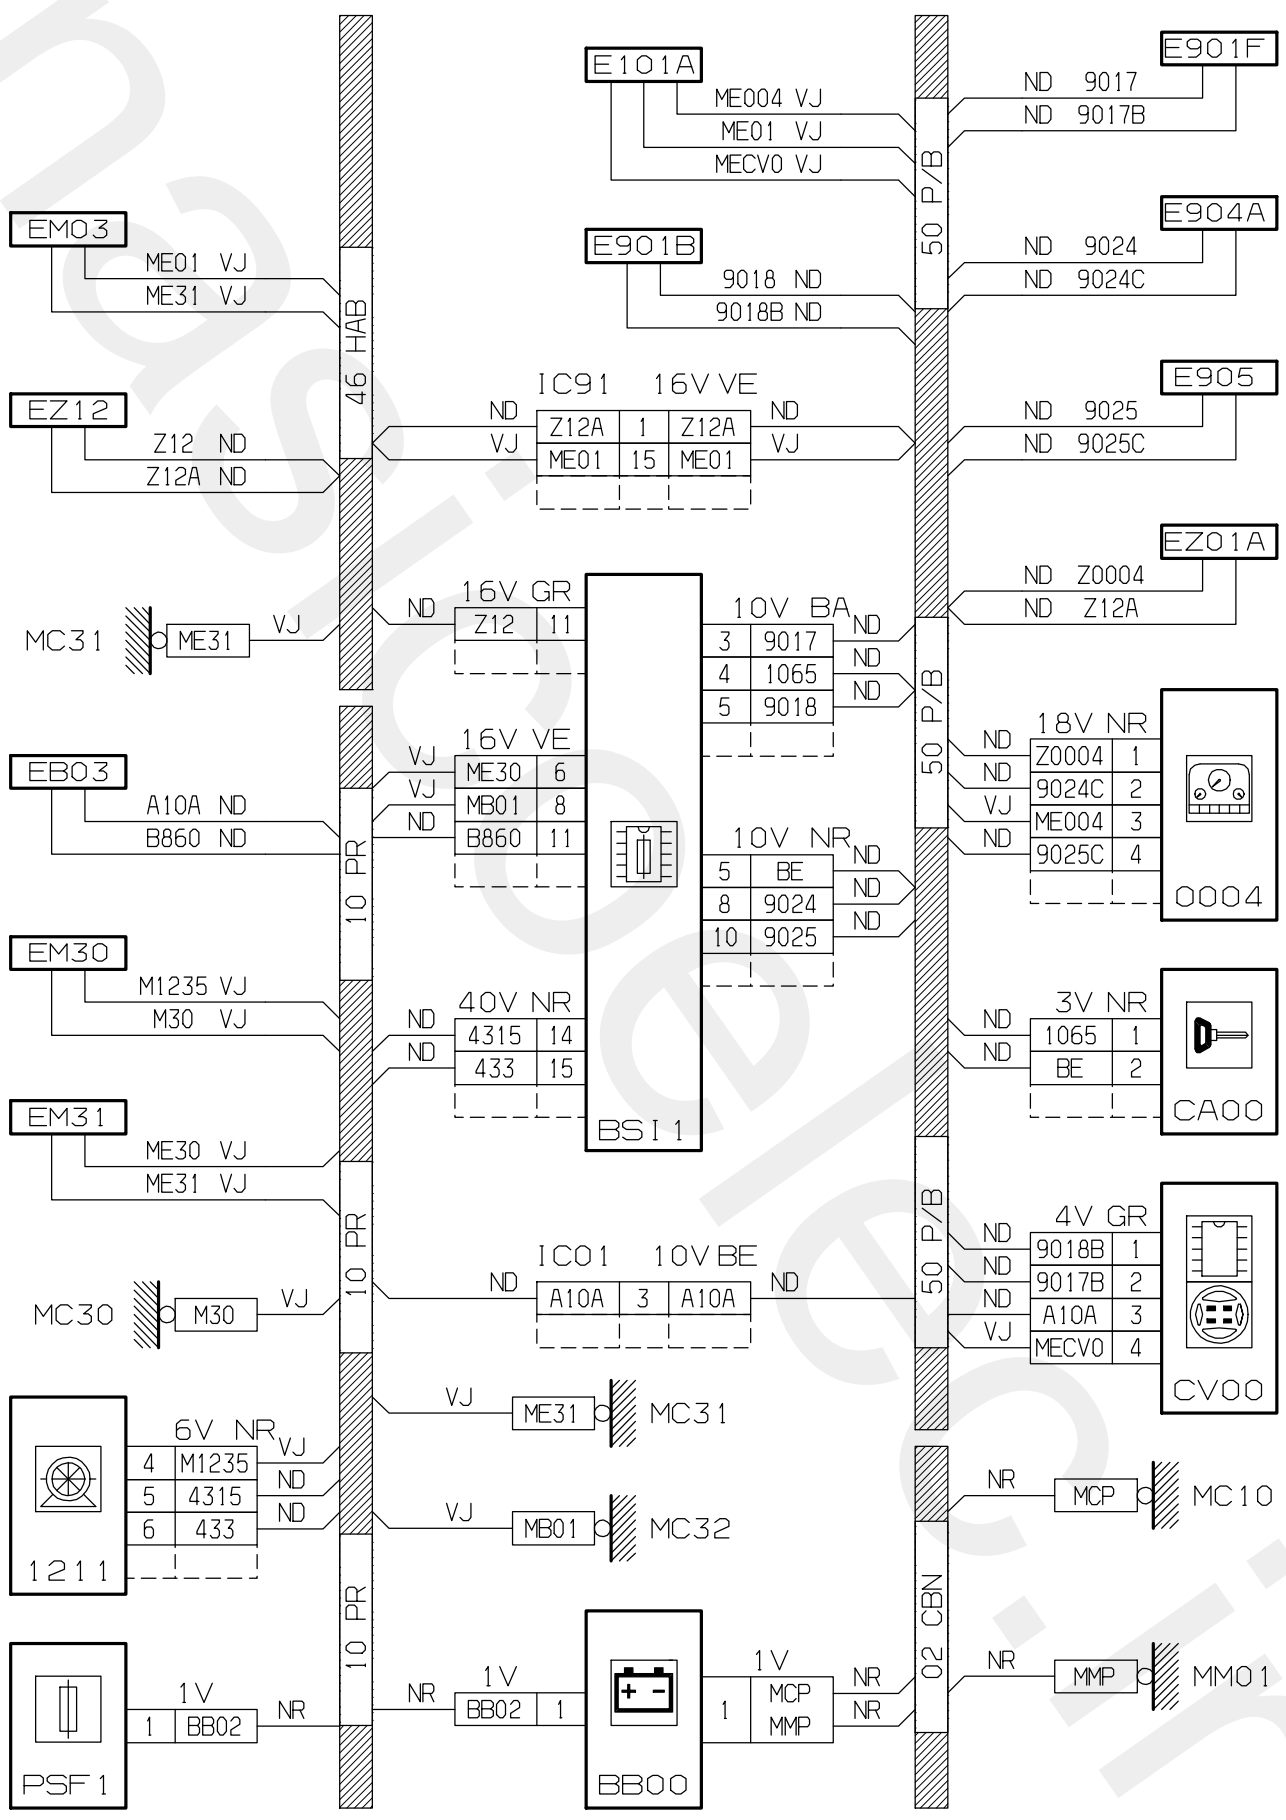 E101A
ME004 VJ
ME01 VJ
MECV0 VJ
E901F
ND 9017
ND 9017B
50 P/B
EM03
ME01 VJ
ME31 VJ
46 HAB
E901B
9018 ND
9018B ND
E904A
ND 9024
ND 9024C
EZ12
Z12 ND
Z12A ND
IC91 16V VE
ND Z12A 1 Z12A ND
VJ ME01 15 ME01 VJ
E905
ND 9025
ND 9025C
EZ01A
ND Z0004
ND Z12A
MC31 ME31 VJ
16V GR
ND Z12 11
10V BA
3 9017 ND
4 1065 ND
5 9018 ND
50 P/B
18V NR
ND Z0004 1
ND 9024C 2
VJ ME004 3
ND 9025C 4
0004
EB03
A10A ND
B860 ND
10 PR
16V VE
VJ ME30 6
VJ MB01 8
ND B860 11
10V NR
5 BE ND
8 9024 ND
10 9025 ND
EM30
M1235 VJ
M30 VJ
40V NR
ND 4315 14
ND 433 15
BSI1
3V NR
ND 1065 1
ND BE 2
CA00
EM31
ME30 VJ
ME31 VJ
10 PR
50 P/B
4V GR
ND 9018B 1
ND 9017B 2
ND A10A 3
VJ MECV0 4
CV00
IC01 10V BE
ND A10A 3 A10A ND
MC30 M30 VJ
VJ ME31 MC31
6V NR
4 M1235 VJ
5 4315 ND
6 433 ND
1211
VJ MB01 MC32
NR MCP MC10
10 PR
02 CBN
PSF1
1V
1 BB02 NR
1V
NR BB02 1
BB00
1V
1 MCP NR
MMP NR
NR MMP MM01